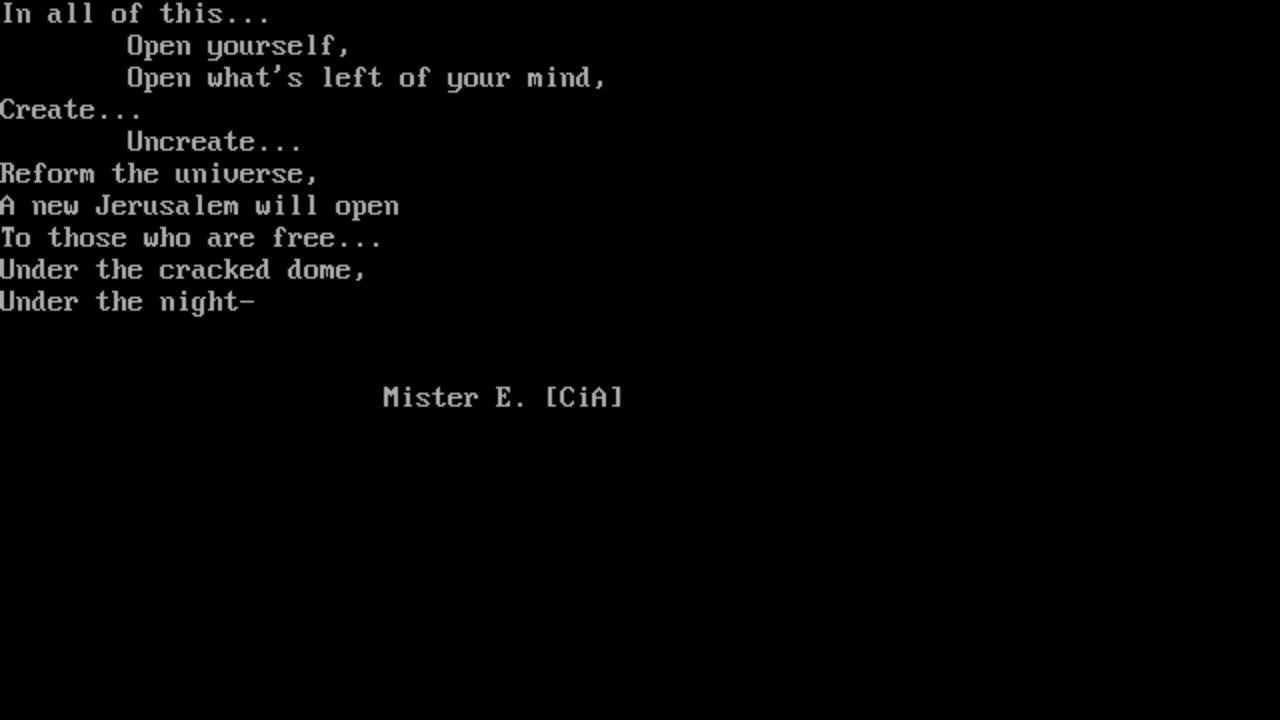 In all of this...
Open yourself,
Open what's left of your mind,
Create...
Uncreate...
Reform the universe,
A new Jerusalem will open
To those who are free...
Under the cracked dome,
Under the night-
Mister E. [CiA]